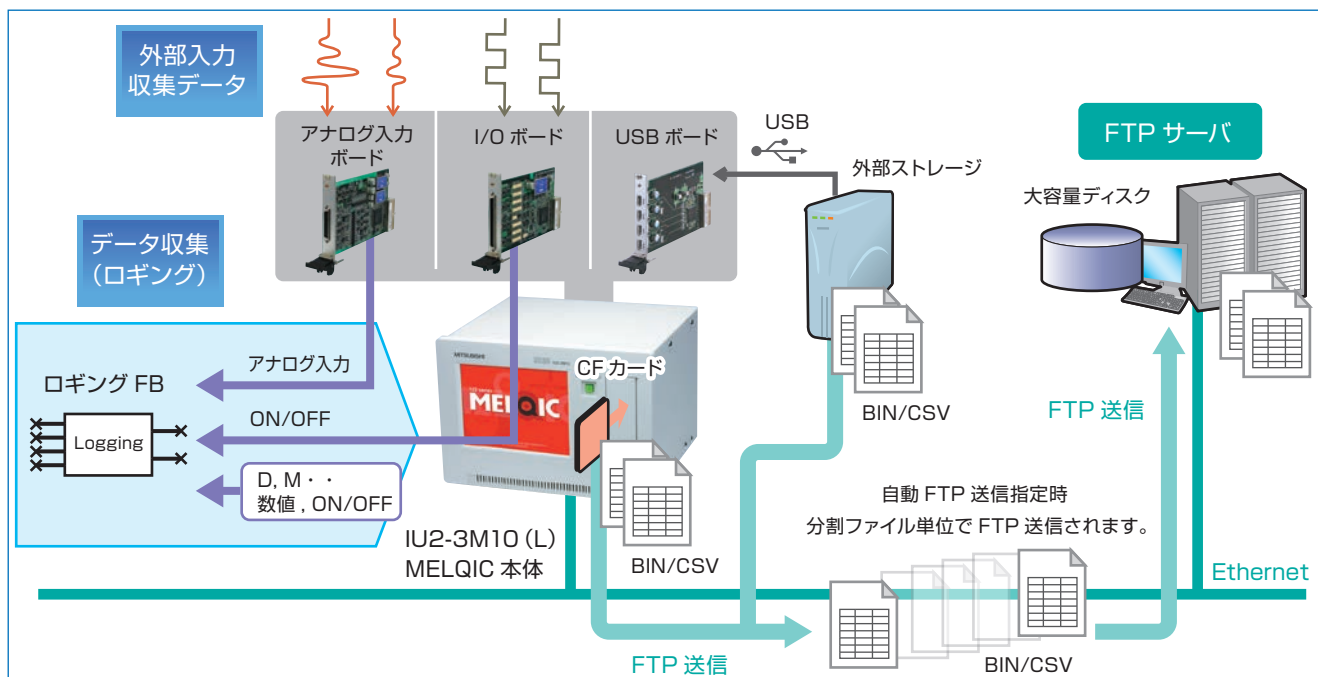 外部入力
収集データ
アナログ入力
ボード
I/O ボード
USB ボード
USB
外部ストレージ
FTP サーバ
大容量ディスク
データ収集
（ロギング）
アナログ入力
ロギング FB
ON/OFF
Logging
D, M・・
数値 , ON/OFF
MITSUBISHI
MELQIC
CF カード
BIN/CSV
FTP 送信
自動 FTP 送信指定時
分割ファイル単位で FTP 送信されます。
IU2-3M10（L）
MELQIC 本体
BIN/CSV
Ethernet
FTP 送信
BIN/CSV